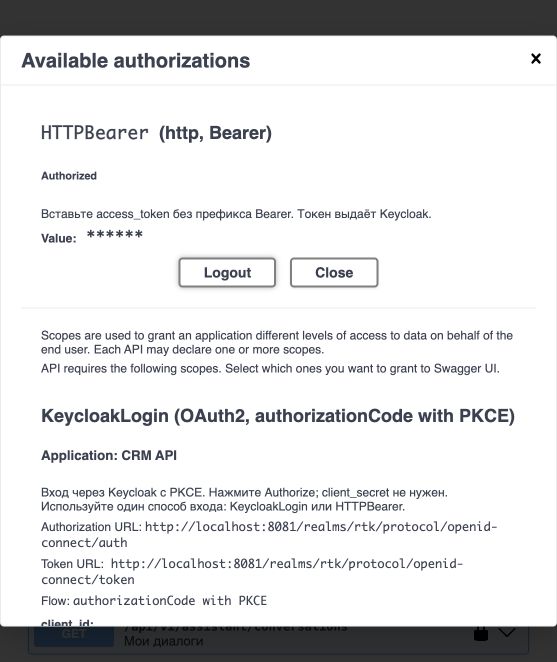 Available authorizations
×
HTTPBearer (http, Bearer)
Authorized
Вставьте access_token без префикса Bearer. Токен выдаёт Keycloak.
Value: ******
Logout
Close
Scopes are used to grant an application different levels of access to data on behalf of the
end user. Each API may declare one or more scopes.
API requires the following scopes. Select which ones you want to grant to Swagger UI.
KeycloakLogin (OAuth2, authorizationCode with PKCE)
Application: CRM API
Вход через Keycloak с PKCE. Нажмите Authorize; client_secret не нужен.
Используйте один способ входа: KeycloakLogin или HTTPBearer.
Authorization URL: http://localhost:8081/realms/rtk/protocol/openid-
connect/auth
Token URL: http://localhost:8081/realms/rtk/protocol/openid-
connect/token
Flow: authorizationCode with PKCE
client_id:
GET
/api/v1/assistant/conversations
Мои диалоги